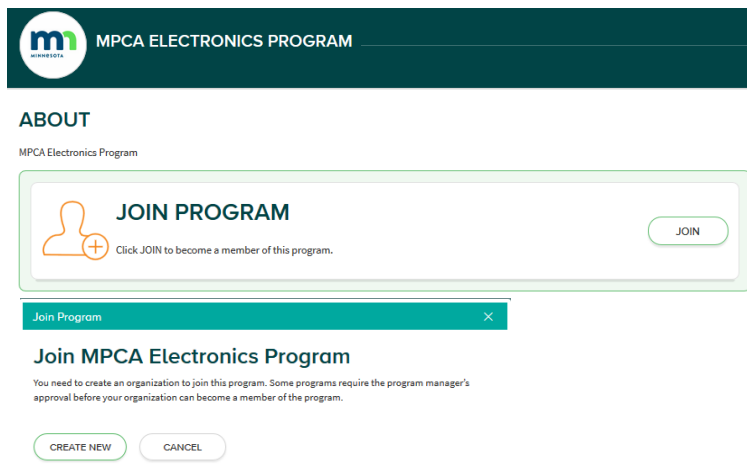 MINNESOTA
MPCA ELECTRONICS PROGRAM
ABOUT
MPCA Electronics Program
JOIN PROGRAM
Click JOIN to become a member of this program.
JOIN
Join Program
Join MPCA Electronics Program
You need to create an organization to join this program. Some programs require the program manager's
approval before your organization can become a member of the program.
CREATE NEW
CANCEL